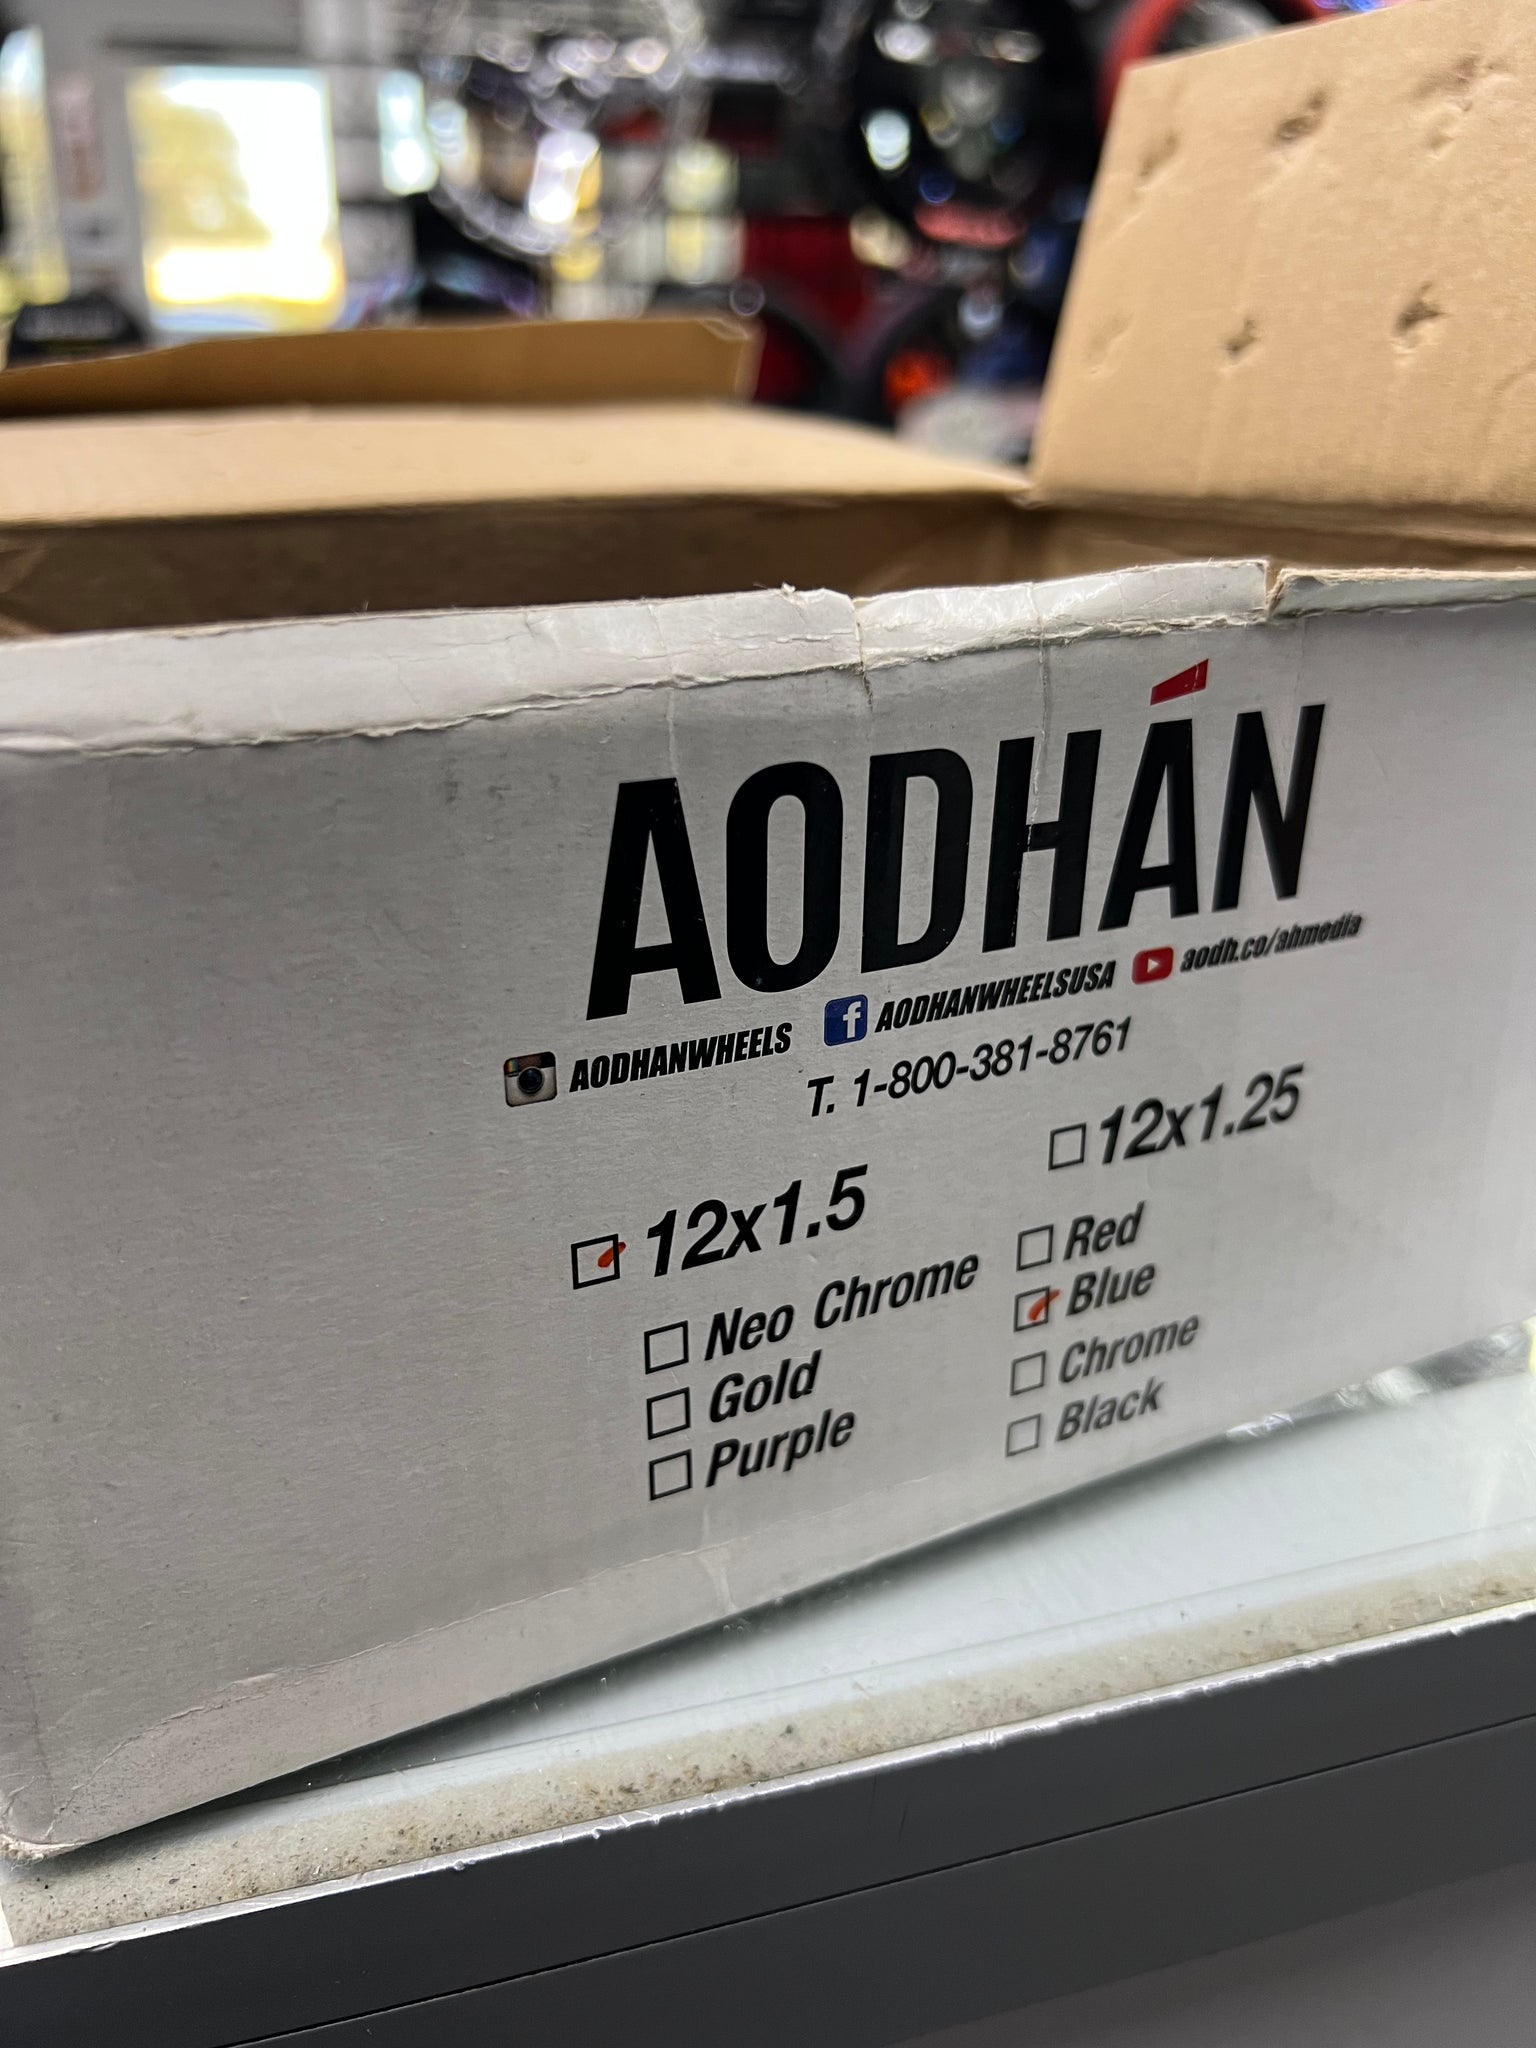 AODHÁN
AODHANWHEELS AODHANWHEELSUSA aodh.co/ahmedia
T. 1-800-381-8761
12x1.5 12x1.25
Neo Chrome Red
Gold Blue
Purple Chrome
Black